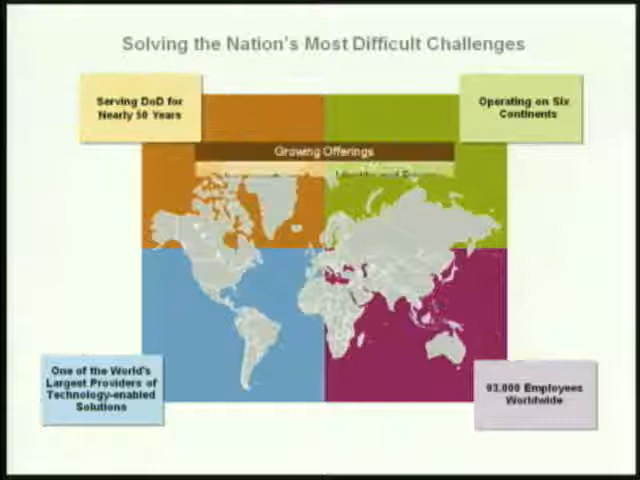 Solving the Nation's Most Difficult Challenges
Serving DoD for
Nearly 50 Years
Operating on Six
Continents
Growing Offerings
One of the World's
Largest Providers of
Technology-enabled
Solutions
93,000 Employees
Worldwide